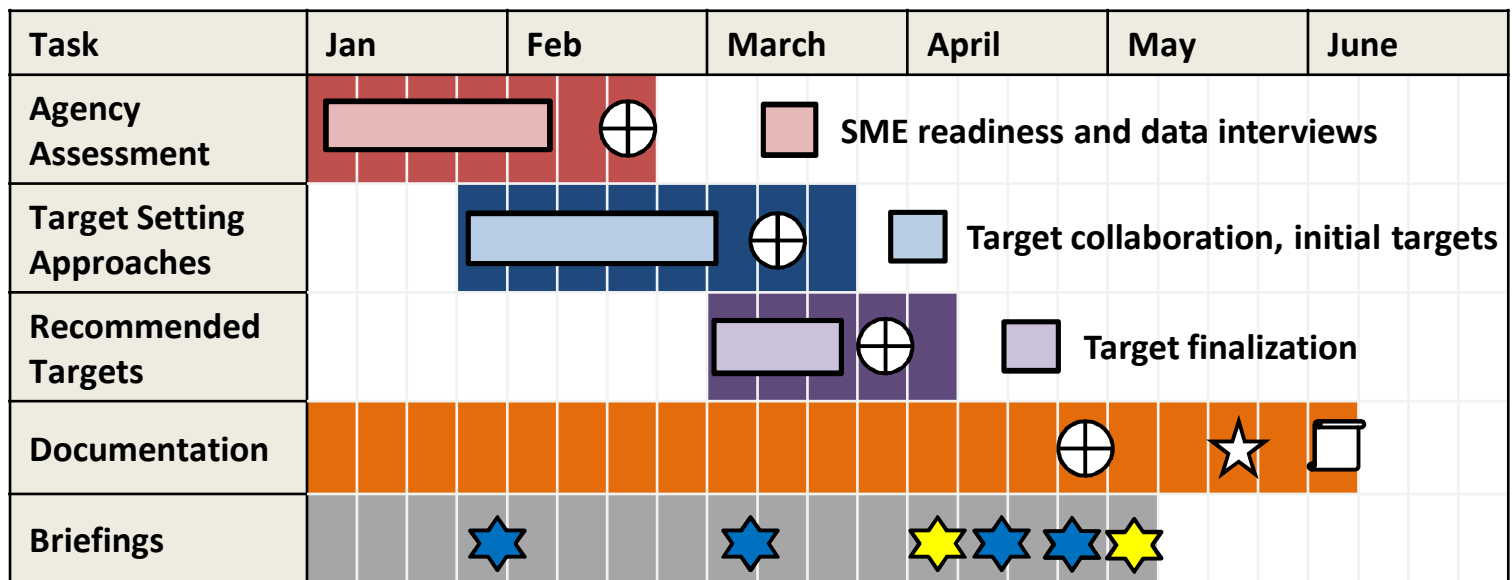 Task Jan Feb March April May June
Agency
Assessment
SME readiness and data interviews
Target Setting
Approaches
Target collaboration, initial targets
Recommended
Targets
Target finalization
Documentation
Briefings